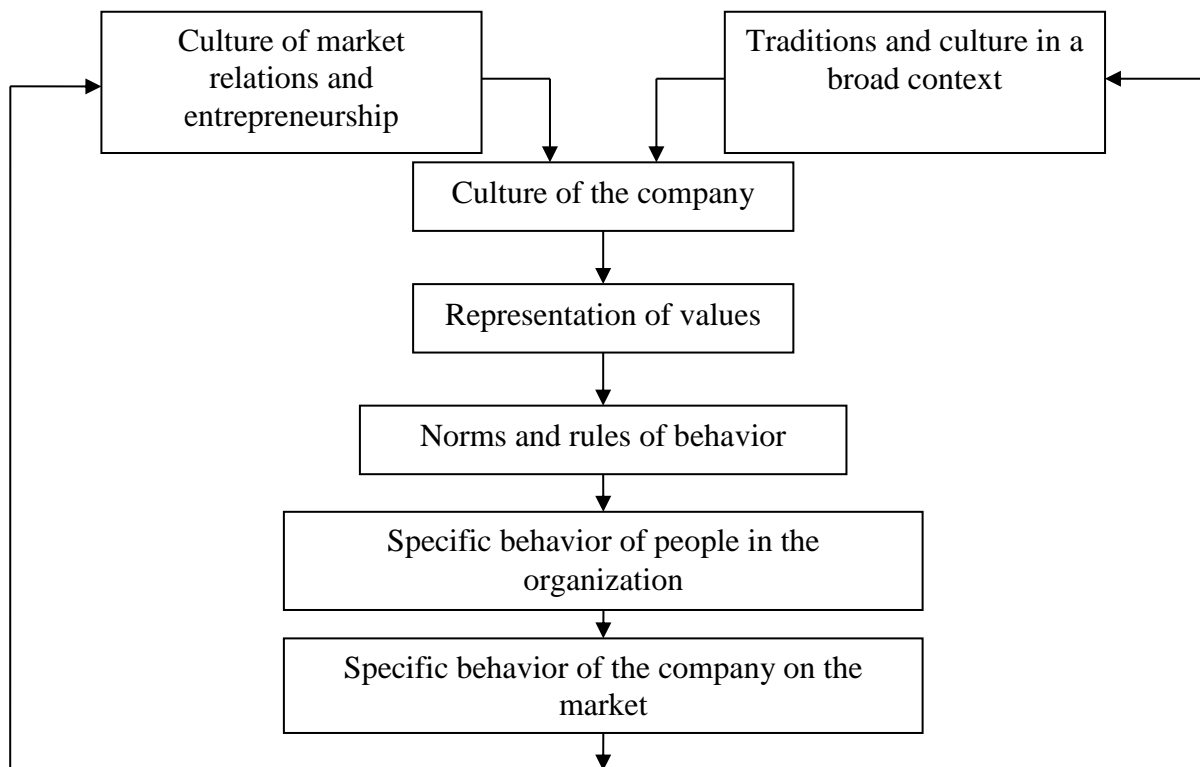 Culture of market
relations and
entrepreneurship
Traditions and culture in a
broad context
Culture of the company
Representation of values
Norms and rules of behavior
Specific behavior of people in the
organization
Specific behavior of the company on the
market